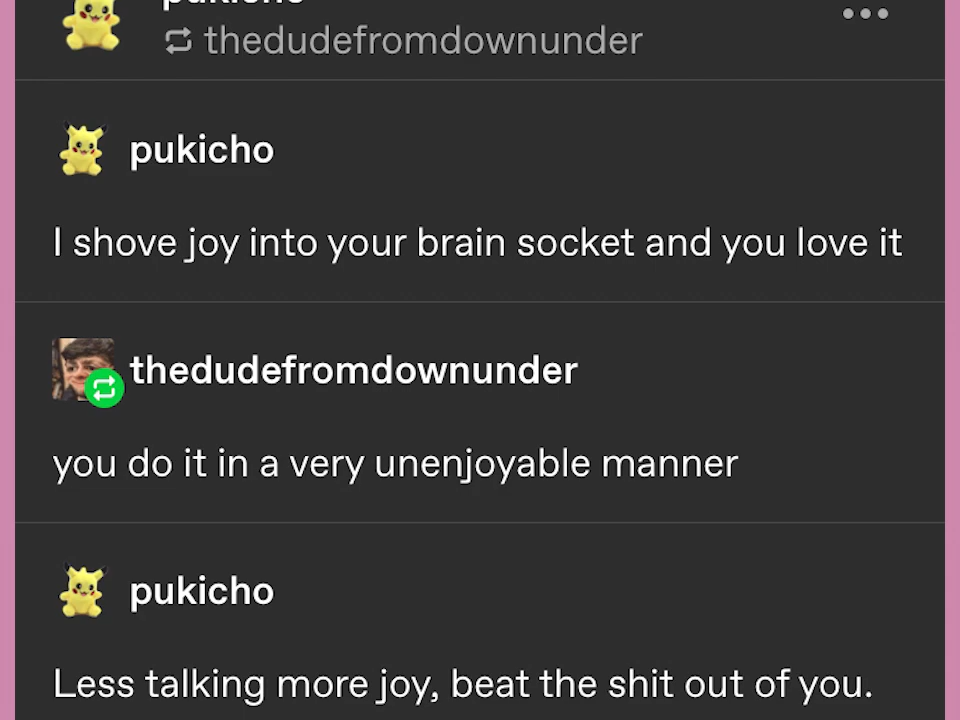 pukicho
thedudefromdownunder
pukicho
I shove joy into your brain socket and you love it
thedudefromdownunder
you do it in a very unenjoyable manner
pukicho
Less talking more joy, beat the shit out of you.